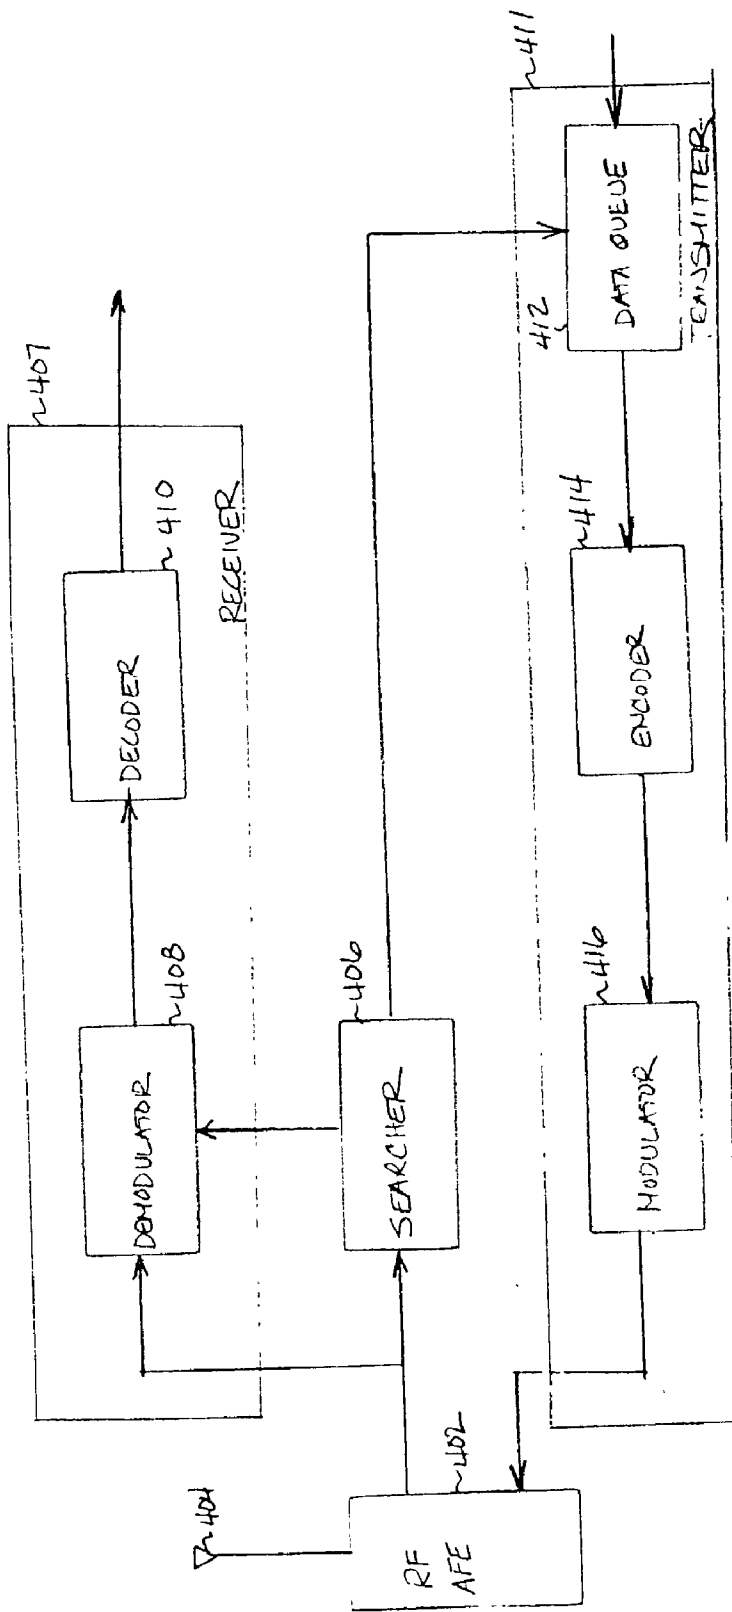 404
RF
AFE
402
407
RECEIVER
DEMODULATOR
408
DECODER
410
SEARCHER
406
411
TRANSMITTER
MODULATOR
416
ENCODER
414
412
DATA QUEUE